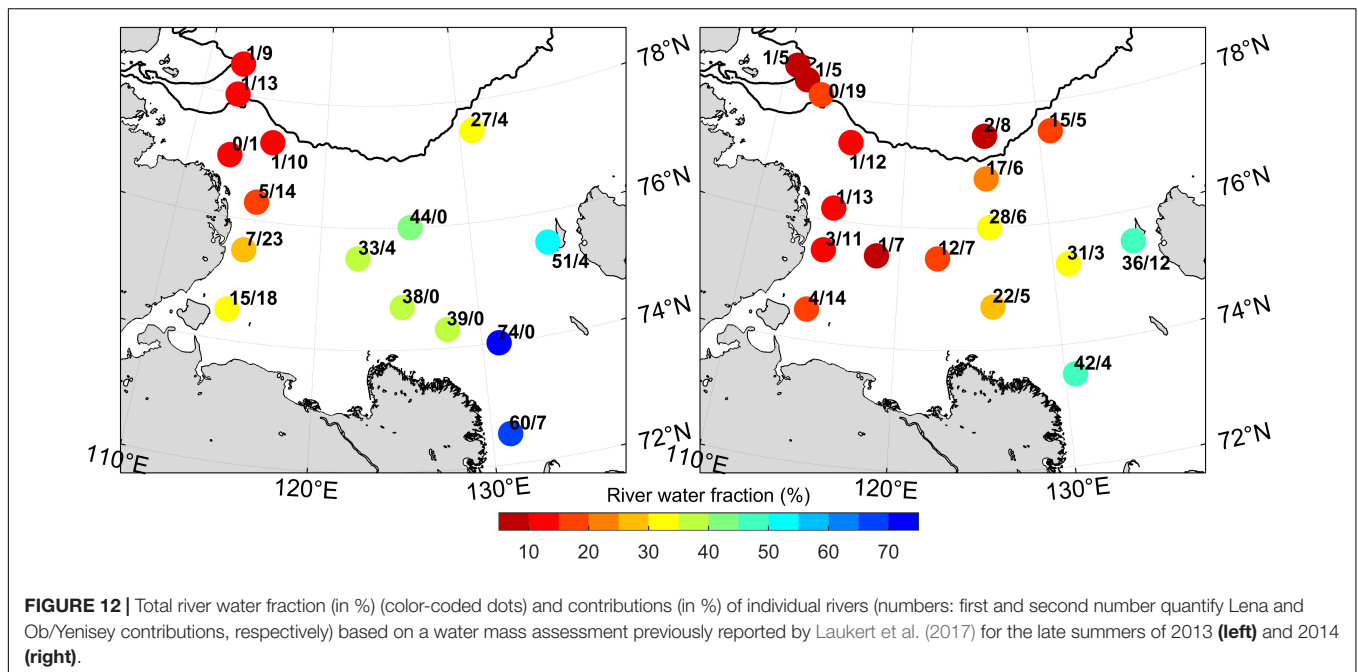 1/9
1/13
0/1
1/10
5/14
7/23
15/18
27/4
44/0
33/4
51/4
38/0
39/0
74/0
60/7
78°N
76°N
74°N
72°N
110°E
120°E
130°E
1/5
1/5
0/19
1/12
2/8
15/5
17/6
1/13
28/6
3/11
1/7
12/7
31/3
36/12
4/14
22/5
42/4
78°N
76°N
74°N
72°N
110°E
120°E
130°E
River water fraction (%)
10 20 30 40 50 60 70
FIGURE 12 | Total river water fraction (in %) (color-coded dots) and contributions (in %) of individual rivers (numbers: first and second number quantify Lena and
Ob/Yenisey contributions, respectively) based on a water mass assessment previously reported by Laukert et al. (2017) for the late summers of 2013 (left) and 2014
(right).